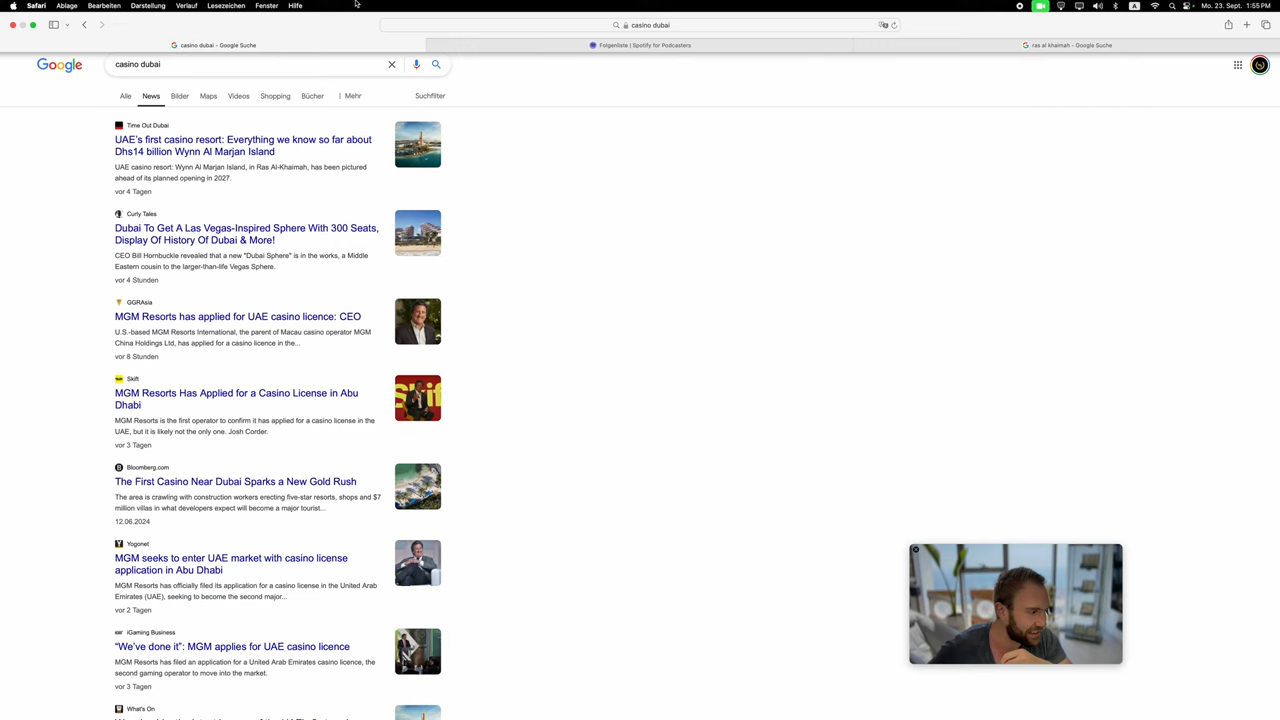 Safari Ablage Bearbeiten Darstellung Verlauf Lesezeichen Fenster Hilfe A Mo. 23. Sept. 1:55 PM
casino dubai
casino dubai - Google Suche
Folgenliste | Spotify for Podcasters
ras al khaimah - Google Suche
Google casino dubai
Alle News Bilder Maps Videos Shopping Bücher Mehr Suchfilter
Time Out Dubai
UAE's first casino resort: Everything we know so far about
Dhs14 billion Wynn Al Marjan Island
UAE casino resort: Wynn Al Marjan Island, in Ras Al-Khaimah, has been pictured
ahead of its planned opening in 2027.
vor 4 Tagen
Curly Tales
Dubai To Get A Las Vegas-Inspired Sphere With 300 Seats,
Display Of History Of Dubai & More!
CEO Bill Hornbuckle revealed that a new "Dubai Sphere" is in the works, a Middle
Eastern cousin to the larger-than-life Vegas Sphere.
vor 4 Stunden
GGRAsia
MGM Resorts has applied for UAE casino licence: CEO
U.S.-based MGM Resorts International, the parent of Macau casino operator MGM
China Holdings Ltd, has applied for a casino licence in the...
vor 8 Stunden
Skift
MGM Resorts Has Applied for a Casino License in Abu
Dhabi
MGM Resorts is the first operator to confirm it has applied for a casino license in the
UAE, but it is likely not the only one. Josh Corder.
vor 3 Tagen
Bloomberg.com
The First Casino Near Dubai Sparks a New Gold Rush
The area is crawling with construction workers erecting five-star resorts, shops and $7
million villas in what developers expect will become a major tourist...
12.06.2024
Yogonet
MGM seeks to enter UAE market with casino license
application in Abu Dhabi
MGM Resorts has officially filed its application for a casino license in the United Arab
Emirates (UAE), seeking to become the second major...
vor 2 Tagen
iGaming Business
"We've done it": MGM applies for UAE casino licence
MGM Resorts has filed an application for a United Arab Emirates casino licence, the
second gaming operator to move into the market.
vor 3 Tagen
What's On